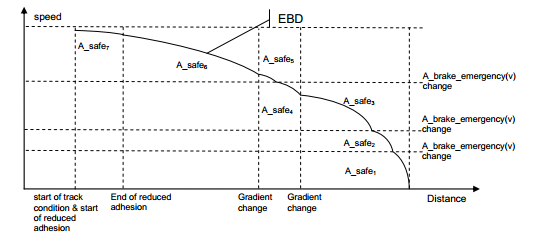 speed
EBD
A_safe₇
A_safe₆
A_safe₅
A_brake_emergency(v)
change
A_safe₄
A_safe₃
A_brake_emergency(v)
change
A_safe₂
A_brake_emergency(v)
change
A_safe₁
start of track
condition & start
of reduced
adhesion
End of reduced
adhesion
Gradient
change
Gradient
change
Distance